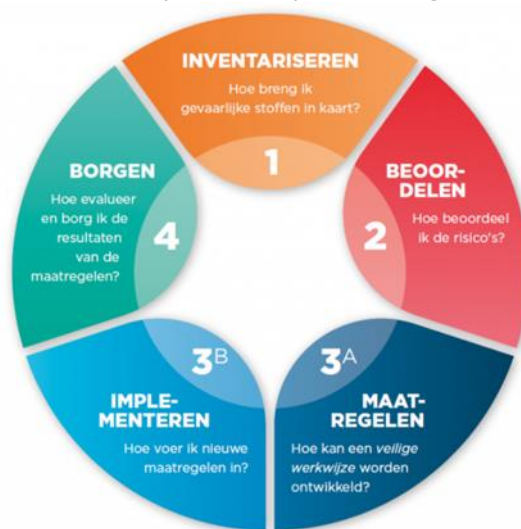 INVENTARISEREN
Hoe breng ik
gevaarlijke stoffen in kaart?
1
BEOOR-
DELEN
Hoe beoordeel
ik de risico's?
2
MAAT-
REGELEN
Hoe kan een veilige
werkwijze worden
ontwikkeld?
3A
IMPLE-
MENTEREN
Hoe voer ik nieuwe
maatregelen in?
3B
BORGEN
Hoe evalueer
en borg ik de
resultaten
van de
maatregelen?
4